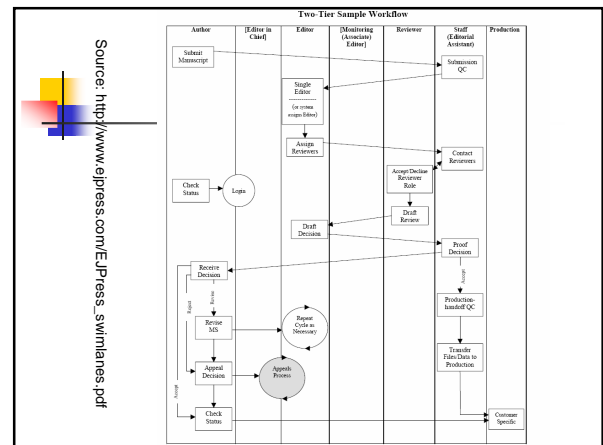 Two-Tier Sample Workflow
Author
[Editor in
Chief]
Editor
[Monitoring
(Associate)
Editor]
Reviewer
Staff
(Editorial
Assistant)
Production
Submit
Manuscript
Submission
QC
Single
Editor
---------------
(or system
assigns Editor)
Assign
Reviewers
Contact
Reviewers
Accept/Decline
Reviewer
Role
Check
Status
Login
Draft
Review
Draft
Decision
Proof
Decision
Receive
Decision
Accept
Reject
Revise
Production-
handoff QC
Revise
MS
Repeat
Cycle as
Necessary
Transfer
Files/Data to
Production
Appeal
Decision
Appeals
Process
Accept
Check
Status
Customer
Specific
Source: http://www.ejpress.com/EJPress_swimlanes.pdf